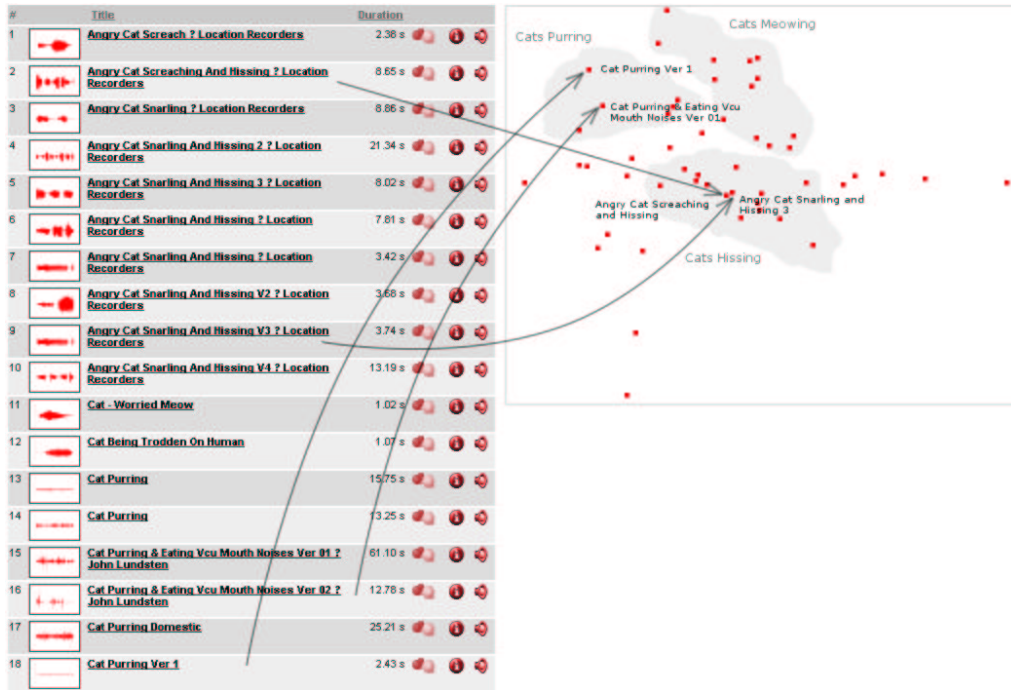 # Title Duration
1 Angry Cat Screach ? Location Recorders 2.38 s
2 Angry Cat Screaching And Hissing ? Location
Recorders 8.65 s
3 Angry Cat Snarling ? Location Recorders 8.86 s
4 Angry Cat Snarling And Hissing 2 ? Location
Recorders 21.34 s
5 Angry Cat Snarling And Hissing 3 ? Location
Recorders 8.02 s
6 Angry Cat Snarling And Hissing ? Location
Recorders 7.81 s
7 Angry Cat Snarling And Hissing ? Location
Recorders 3.42 s
8 Angry Cat Snarling And Hissing V2 ? Location
Recorders 3.68 s
9 Angry Cat Snarling And Hissing V3 ? Location
Recorders 3.74 s
10 Angry Cat Snarling And Hissing V4 ? Location
Recorders 13.19 s
11 Cat - Worried Meow 1.02 s
12 Cat Being Trodden On Human 1.07 s
13 Cat Purring 15.75 s
14 Cat Purring 13.25 s
15 Cat Purring & Eating Vcu Mouth Noises Ver 01 ?
John Lundsten 61.10 s
16 Cat Purring & Eating Vcu Mouth Noises Ver 02 ?
John Lundsten 12.78 s
17 Cat Purring Domestic 25.21 s
18 Cat Purring Ver 1 2.43 s
Cats Meowing
Cats Purring
Cat Purring Ver 1
Cat Purring & Eating Vcu
Mouth Noises Ver 01
Angry Cat Screaching
and Hissing
Angry Cat Snarling and
Hissing 3
Cats Hissing